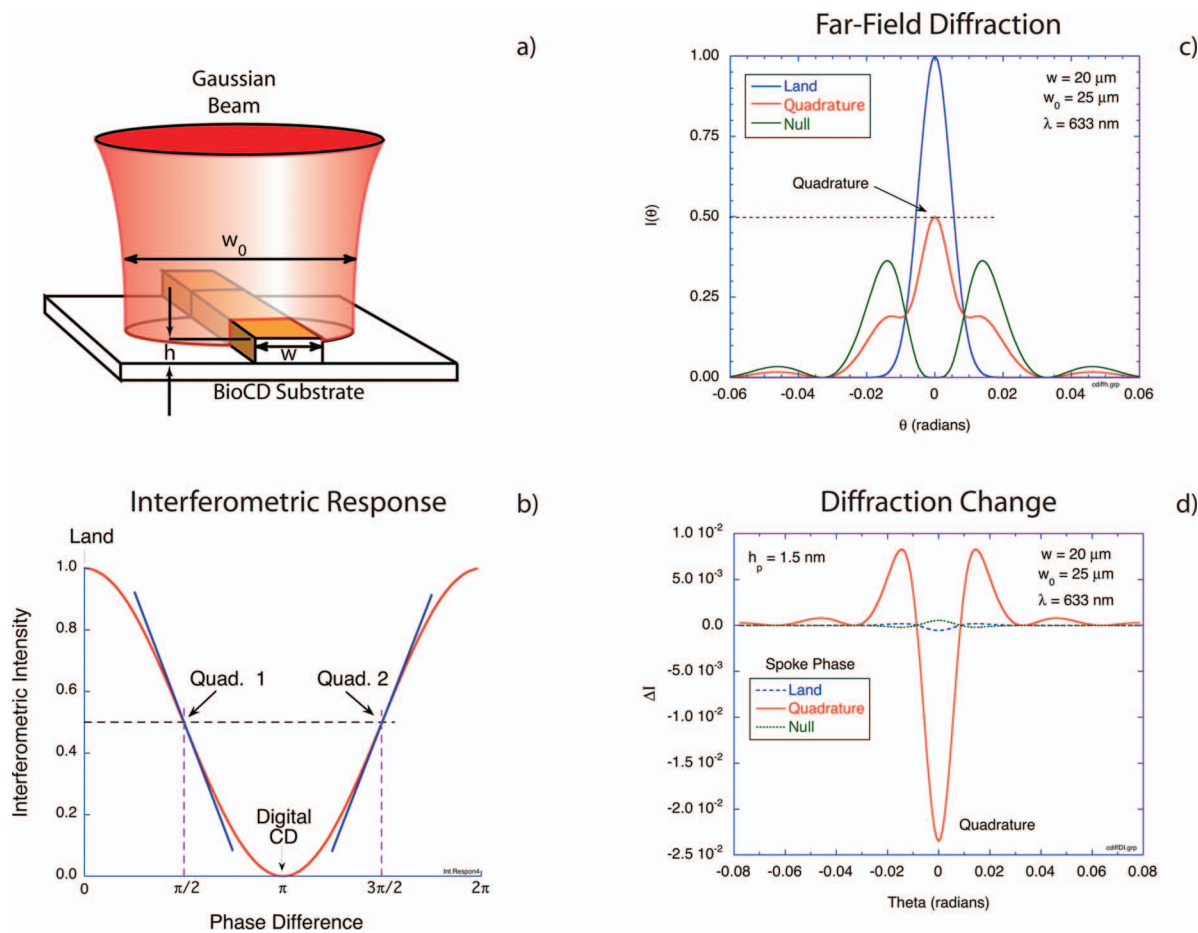 a)
Gaussian
Beam
w0
h
w
BioCD Substrate
Far-Field Diffraction
c)
1.00
0.75
0.50
0.25
0.00
I(θ)
Land
Quadrature
Null
w = 20 μm
w0 = 25 μm
λ = 633 nm
Quadrature
cdiffh.grp
-0.06
-0.04
-0.02
0
0.02
0.04
0.06
θ (radians)
Interferometric Response
b)
Land
1.0
0.8
0.6
0.4
0.2
0.0
Interferometric Intensity
Quad. 1
Quad. 2
Digital
CD
Int.Respon4
0
π/2
π
3π/2
2π
Phase Difference
Diffraction Change
d)
1.0 10-2
5.0 10-3
0.0
-5.0 10-3
-1.0 10-2
-1.5 10-2
-2.0 10-2
-2.5 10-2
ΔI
hp = 1.5 nm
w = 20 μm
w0 = 25 μm
λ = 633 nm
Spoke Phase
Land
Quadrature
Null
Quadrature
cdiffDI.grp
-0.08
-0.06
-0.04
-0.02
0
0.02
0.04
0.06
0.08
Theta (radians)